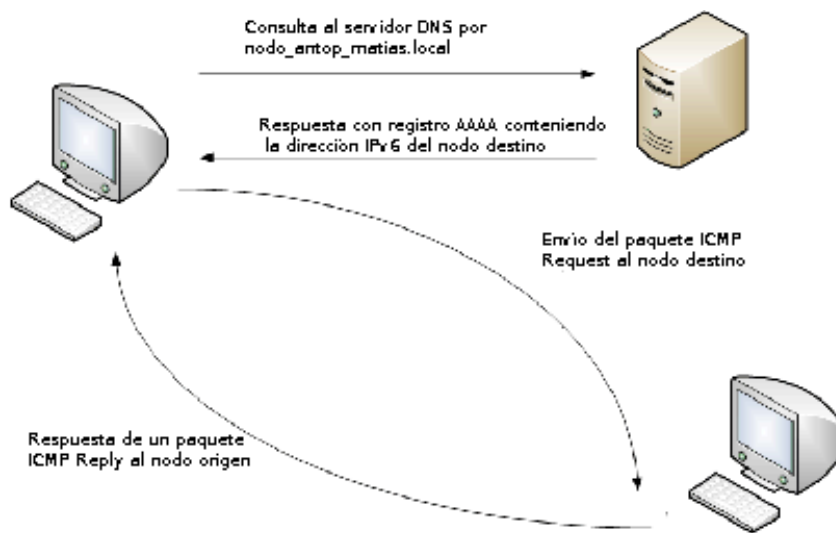 Consulta al servidor DNS por
nodo_antop_matias.local
Respuesta con registro AAAA conteniendo
la dirección IPv6 del nodo destino
Envio del paquete ICMP
Request al nodo destino
Respuesta de un paquete
ICMP Reply al nodo origen